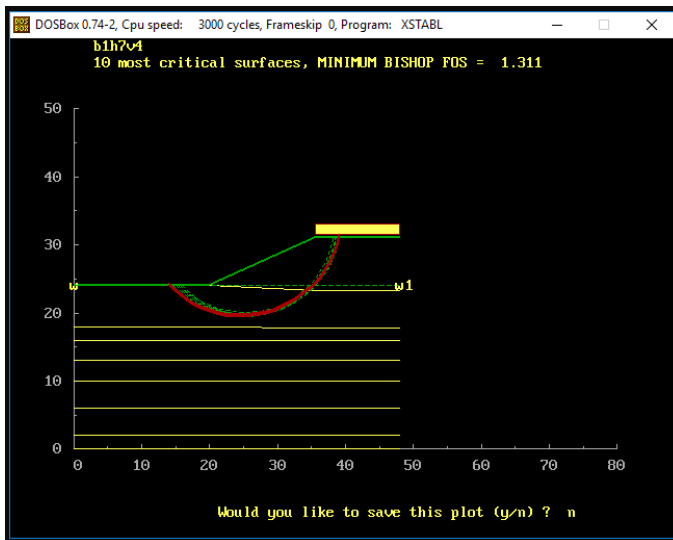 DOSBox 0.74-2, Cpu speed: 3000 cycles, Frameskip 0, Program: XSTABL
b1h7v4
10 most critical surfaces, MINIMUM BISHOP FOS = 1.311
50
40
30
w
w1
20
10
0
0 10 20 30 40 50 60 70 80
Would you like to save this plot (y/n) ? n